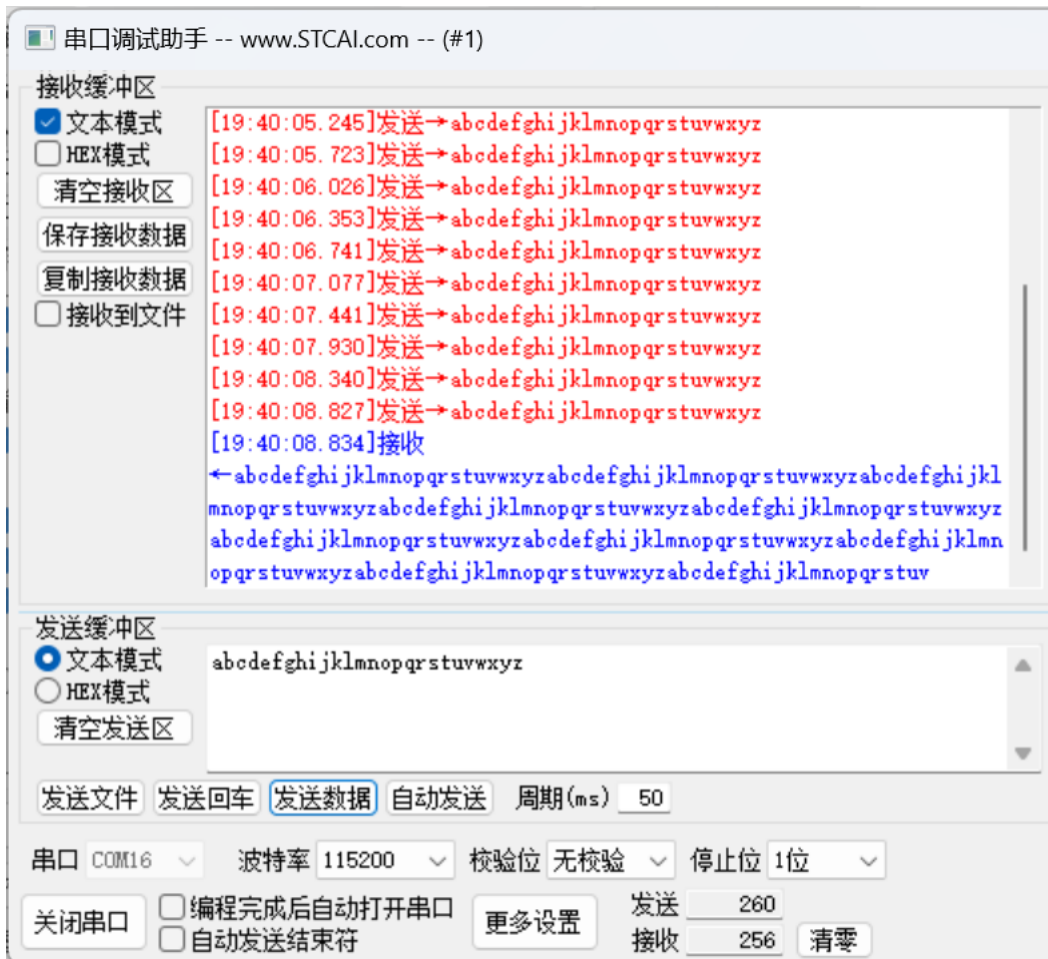 串口调试助手 -- www.STCAI.com -- (#1)
接收缓冲区
文本模式
HEX模式
清空接收区
保存接收数据
复制接收数据
接收到文件
[19:40:05.245]发送→abcdefghijklmnopqrstuvwxyz
[19:40:05.723]发送→abcdefghijklmnopqrstuvwxyz
[19:40:06.026]发送→abcdefghijklmnopqrstuvwxyz
[19:40:06.353]发送→abcdefghijklmnopqrstuvwxyz
[19:40:06.741]发送→abcdefghijklmnopqrstuvwxyz
[19:40:07.077]发送→abcdefghijklmnopqrstuvwxyz
[19:40:07.441]发送→abcdefghijklmnopqrstuvwxyz
[19:40:07.930]发送→abcdefghijklmnopqrstuvwxyz
[19:40:08.340]发送→abcdefghijklmnopqrstuvwxyz
[19:40:08.827]发送→abcdefghijklmnopqrstuvwxyz
[19:40:08.834]接收
←abcdefghijklmnopqrstuvwxyzabcdefghijklmnopqrstuvwxyzabcdefghijkl
mnopqrstuvwxyzabcdefghijklmnopqrstuvwxyzabcdefghijklmnopqrstuvwxyz
abcdefghijklmnopqrstuvwxyzabcdefghijklmnopqrstuvwxyzabcdefghijklmn
opqrstuvwxyzabcdefghijklmnopqrstuvwxyzabcdefghijklmnopqrstuv
发送缓冲区
文本模式
HEX模式
清空发送区
abcdefghijklmnopqrstuvwxyz
发送文件 发送回车 发送数据 自动发送 周期(ms) 50
串口 COM16 波特率 115200 校验位 无校验 停止位 1位
关闭串口
编程完成后自动打开串口
自动发送结束符
更多设置
发送 260
接收 256 清零